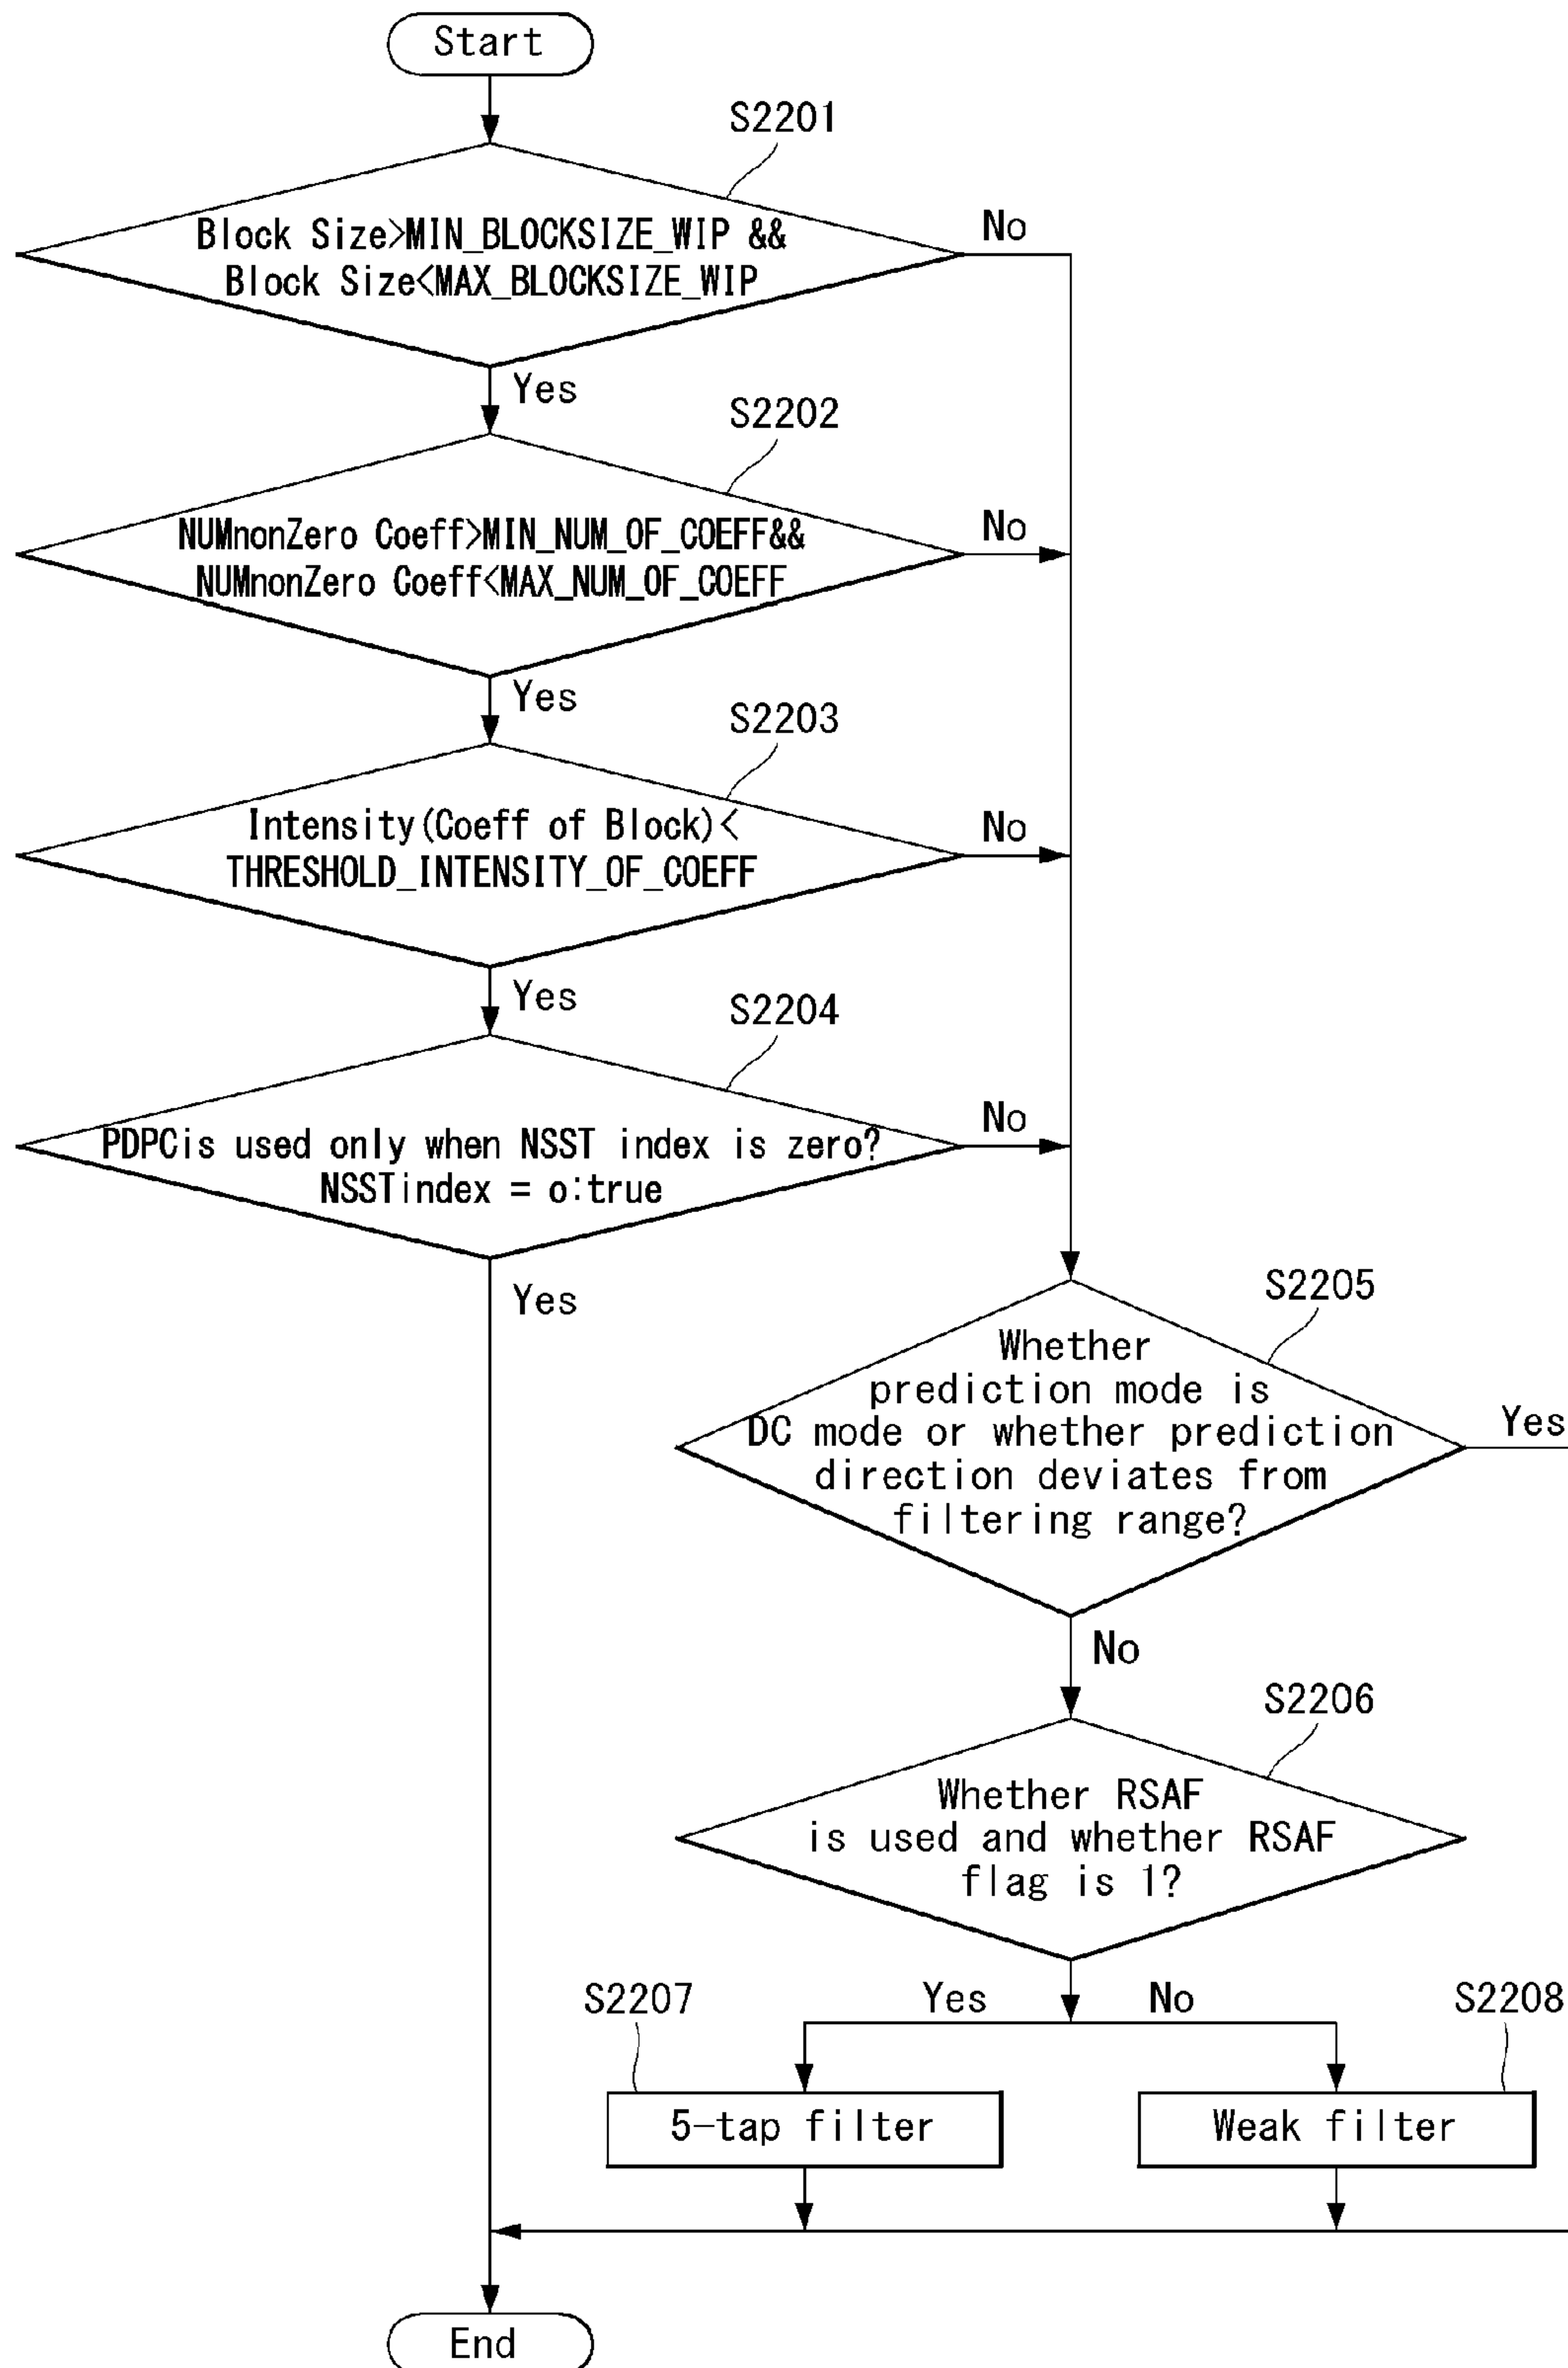 Start
S2201
Block Size>MIN_BLOCKSIZE_WIP &&
Block Size<MAX_BLOCKSIZE_WIP
No
Yes
S2202
NUMnonZero Coeff>MIN_NUM_OF_COEFF&&
NUMnonZero Coeff<MAX_NUM_OF_COEFF
No
Yes
S2203
Intensity(Coeff of Block)<
THRESHOLD_INTENSITY_OF_COEFF
No
Yes
S2204
PDPCis used only when NSST index is zero?
NSSTindex = o:true
No
Yes
S2205
Whether
prediction mode is
DC mode or whether prediction
direction deviates from
filtering range?
Yes
No
S2206
Whether RSAF
is used and whether RSAF
flag is 1?
Yes
No
S2207
5-tap filter
S2208
Weak filter
End